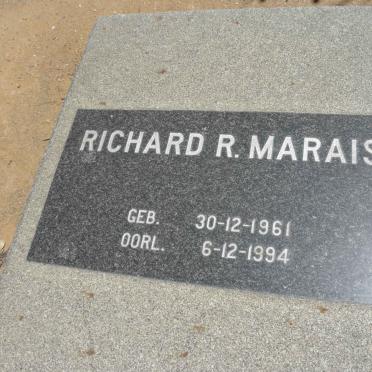 RICHARD R. MARAIS
GEB. 30-12-1961
OORL. 6-12-1994